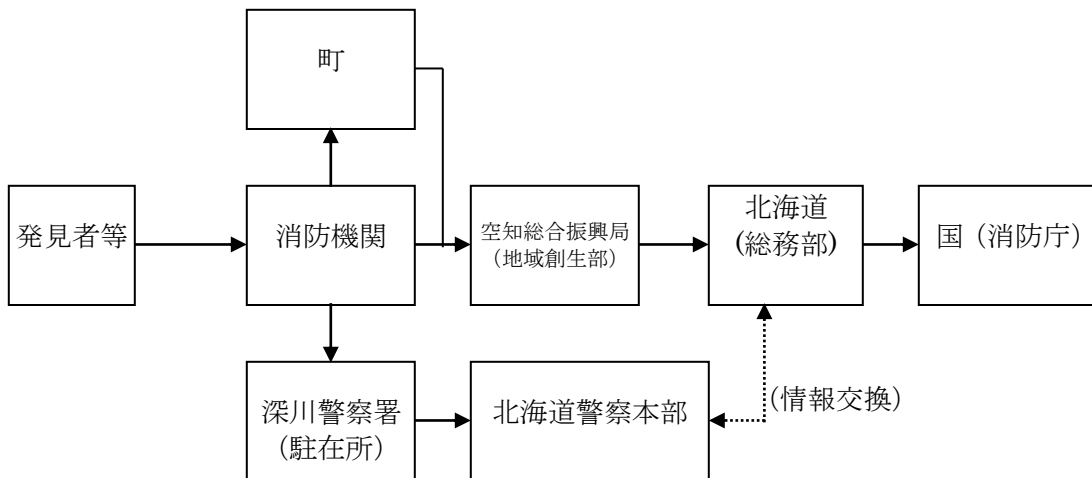 町
発見者等
消防機関
空知総合振興局
（地域創生部）
北海道
(総務部)
国（消防庁）
深川警察署
（駐在所）
北海道警察本部
(情報交換)